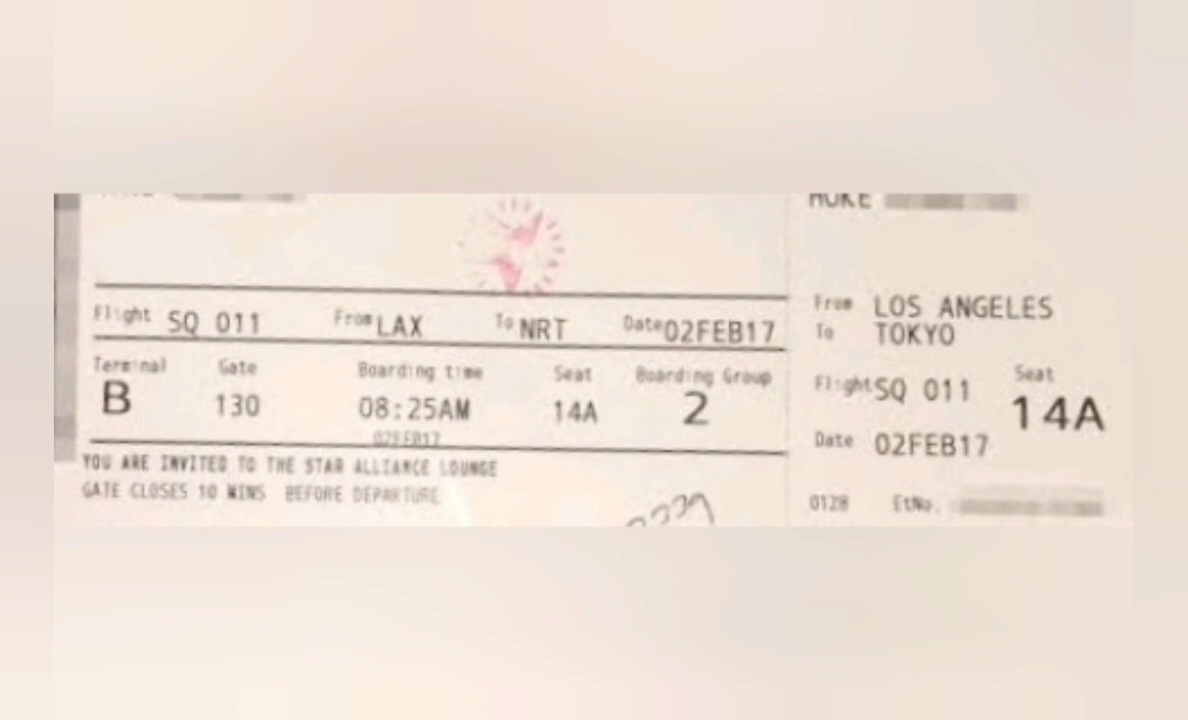 Flight SQ 011 From LAX To NRT Date 02FEB17
Terminal Gate Boarding time Seat Boarding Group
B 130 08:25AM 14A 2
02FEB17
YOU ARE INVITED TO THE STAR ALLIANCE LOUNGE
GATE CLOSES 10 MINS BEFORE DEPARTURE
From LOS ANGELES
To TOKYO
Flight SQ 011 Seat
14A
Date 02FEB17
0128 EtNo.